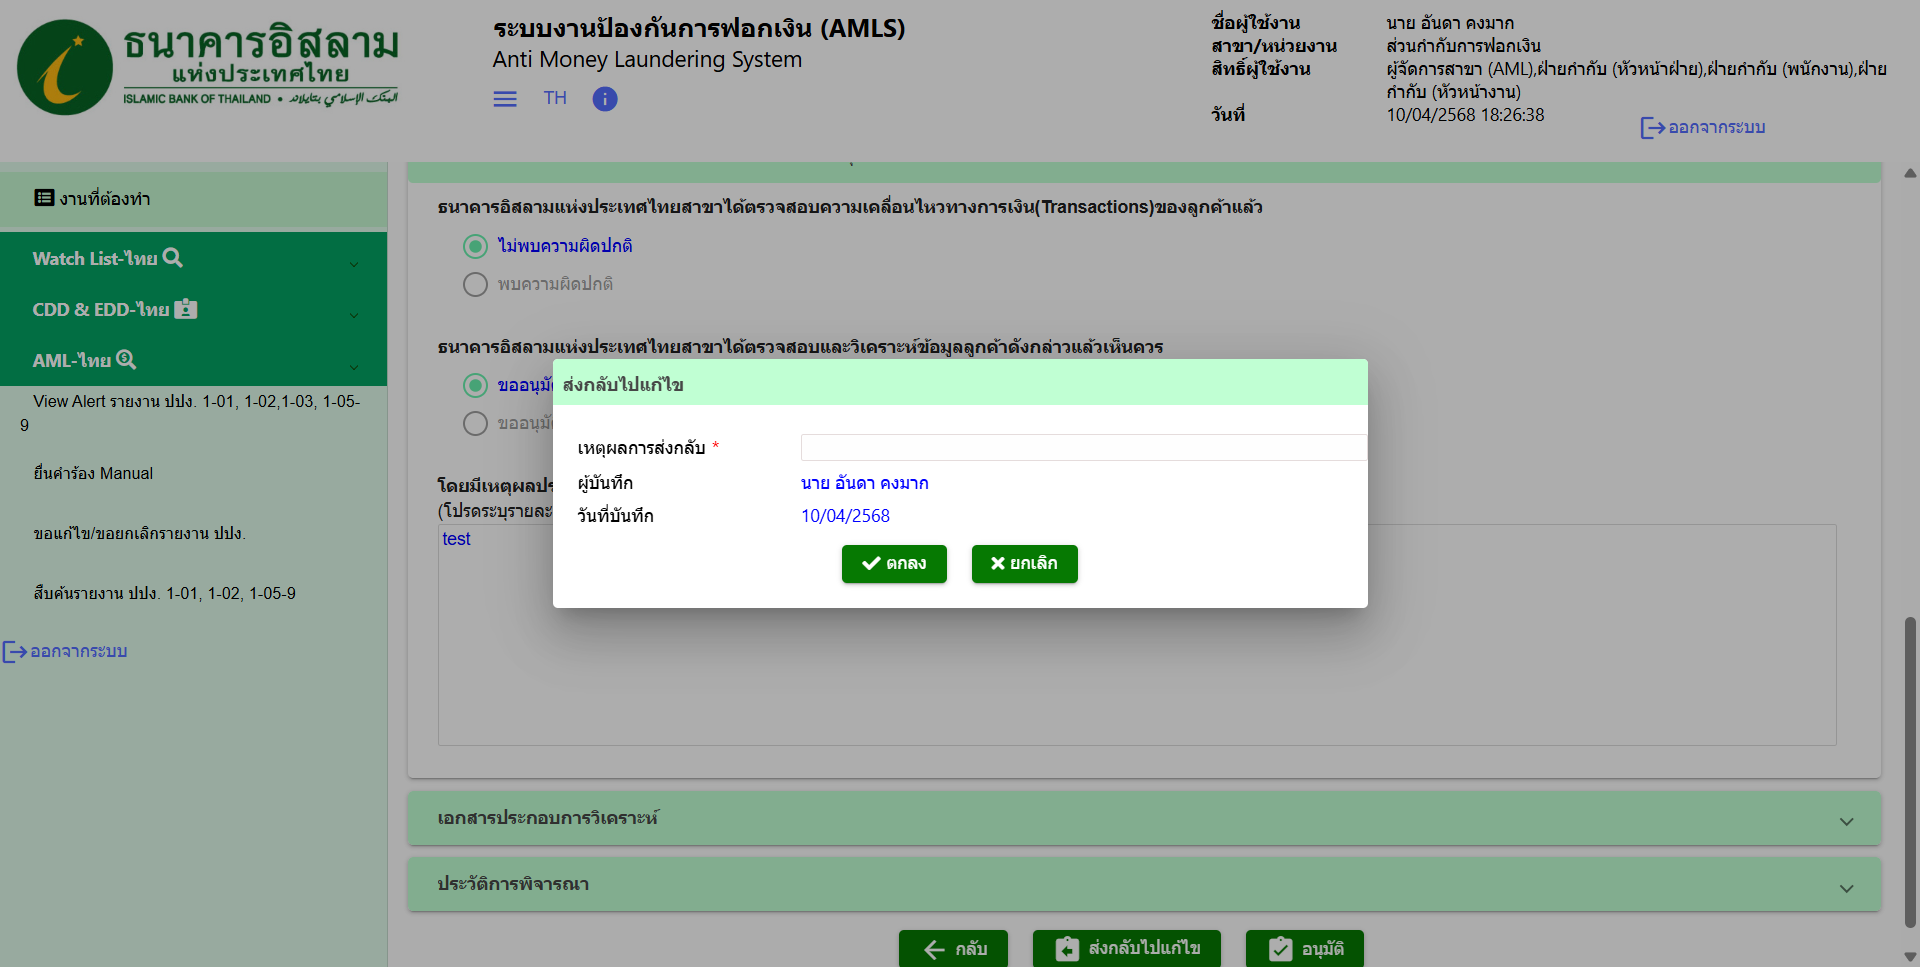 ธนาคารอิสลาม
แห่งประเทศไทย
ISLAMIC BANK OF THAILAND •
ระบบงานป้องกันการฟอกเงิน (AMLS)
Anti Money Laundering System
TH
ชื่อผู้ใช้งาน นาย อันดา คงมาก
สาขา/หน่วยงาน ส่วนกำกับการฟอกเงิน
สิทธิ์ผู้ใช้งาน ผู้จัดการสาขา (AML),ฝ่ายกำกับ (หัวหน้าฝ่าย),ฝ่ายกำกับ (พนักงาน),ฝ่าย
กำกับ (หัวหน้างาน)
วันที่ 10/04/2568 18:26:38
ออกจากระบบ
งานที่ต้องทำ
Watch List-ไทย
CDD & EDD-ไทย
AML-ไทย
View Alert รายงาน ปปง. 1-01, 1-02,1-03, 1-05-
9
ยื่นคำร้อง Manual
ขอแก้ไข/ขอยกเลิกรายงาน ปปง.
สืบค้นรายงาน ปปง. 1-01, 1-02, 1-05-9
ออกจากระบบ
ธนาคารอิสลามแห่งประเทศไทยสาขาได้ตรวจสอบความเคลื่อนไหวทางการเงิน(Transactions)ของลูกค้าแล้ว
ไม่พบความผิดปกติ
พบความผิดปกติ
ธนาคารอิสลามแห่งประเทศไทยสาขาได้ตรวจสอบและวิเคราะห์ข้อมูลลูกค้าดังกล่าวแล้วเห็นควร
ขออนุมั
ขออนุมั
โดยมีเหตุผลปร
(โปรดระบุรายละ
test
ส่งกลับไปแก้ไข
เหตุผลการส่งกลับ *
ผู้บันทึก นาย อันดา คงมาก
วันที่บันทึก 10/04/2568
ตกลง ยกเลิก
เอกสารประกอบการวิเคราะห์
ประวัติการพิจารณา
กลับ ส่งกลับไปแก้ไข อนุมัติ